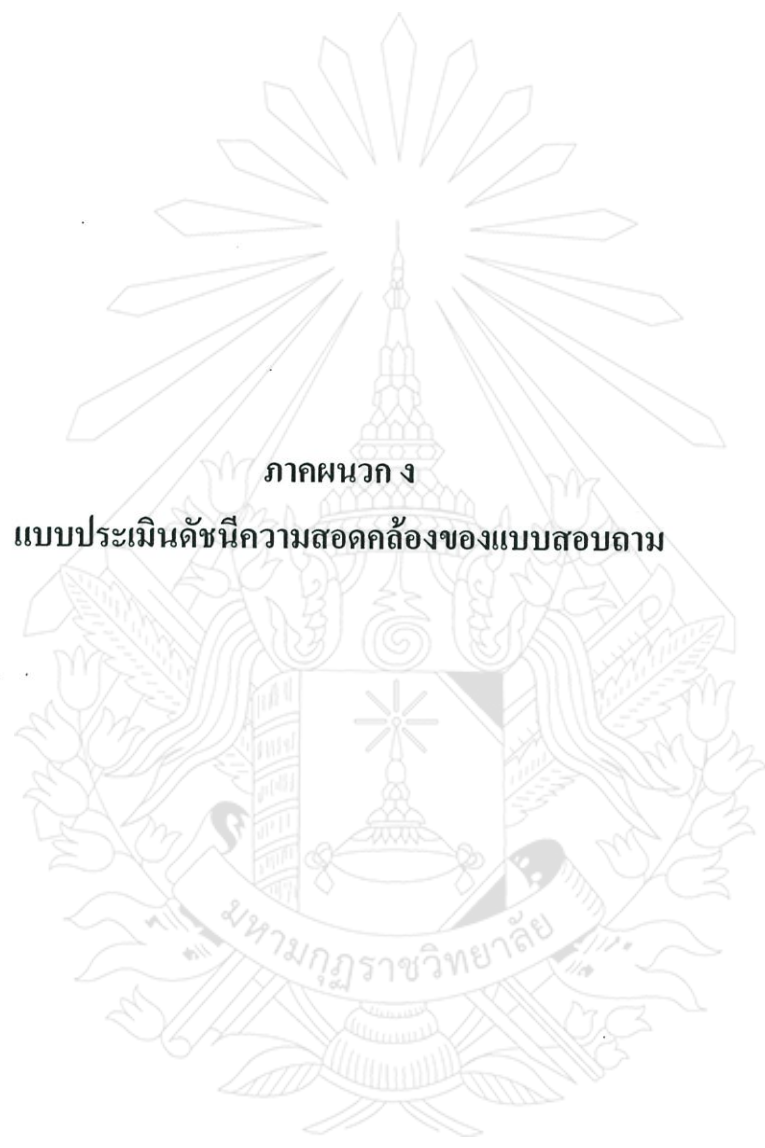 ภาคผนวก ง
แบบประเมินดัชนีความสอดคล้องของแบบสอบถาม
มหามกุฏราชวิทยาลัย